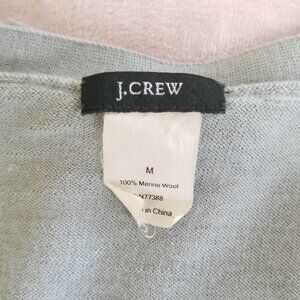 J.CREW
M
100% Merino Wool
N77388
in China